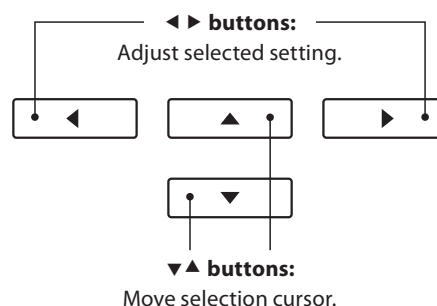 ◀ ▶ buttons:
Adjust selected setting.
◀ ▲ ▶
▼
▼▲ buttons:
Move selection cursor.